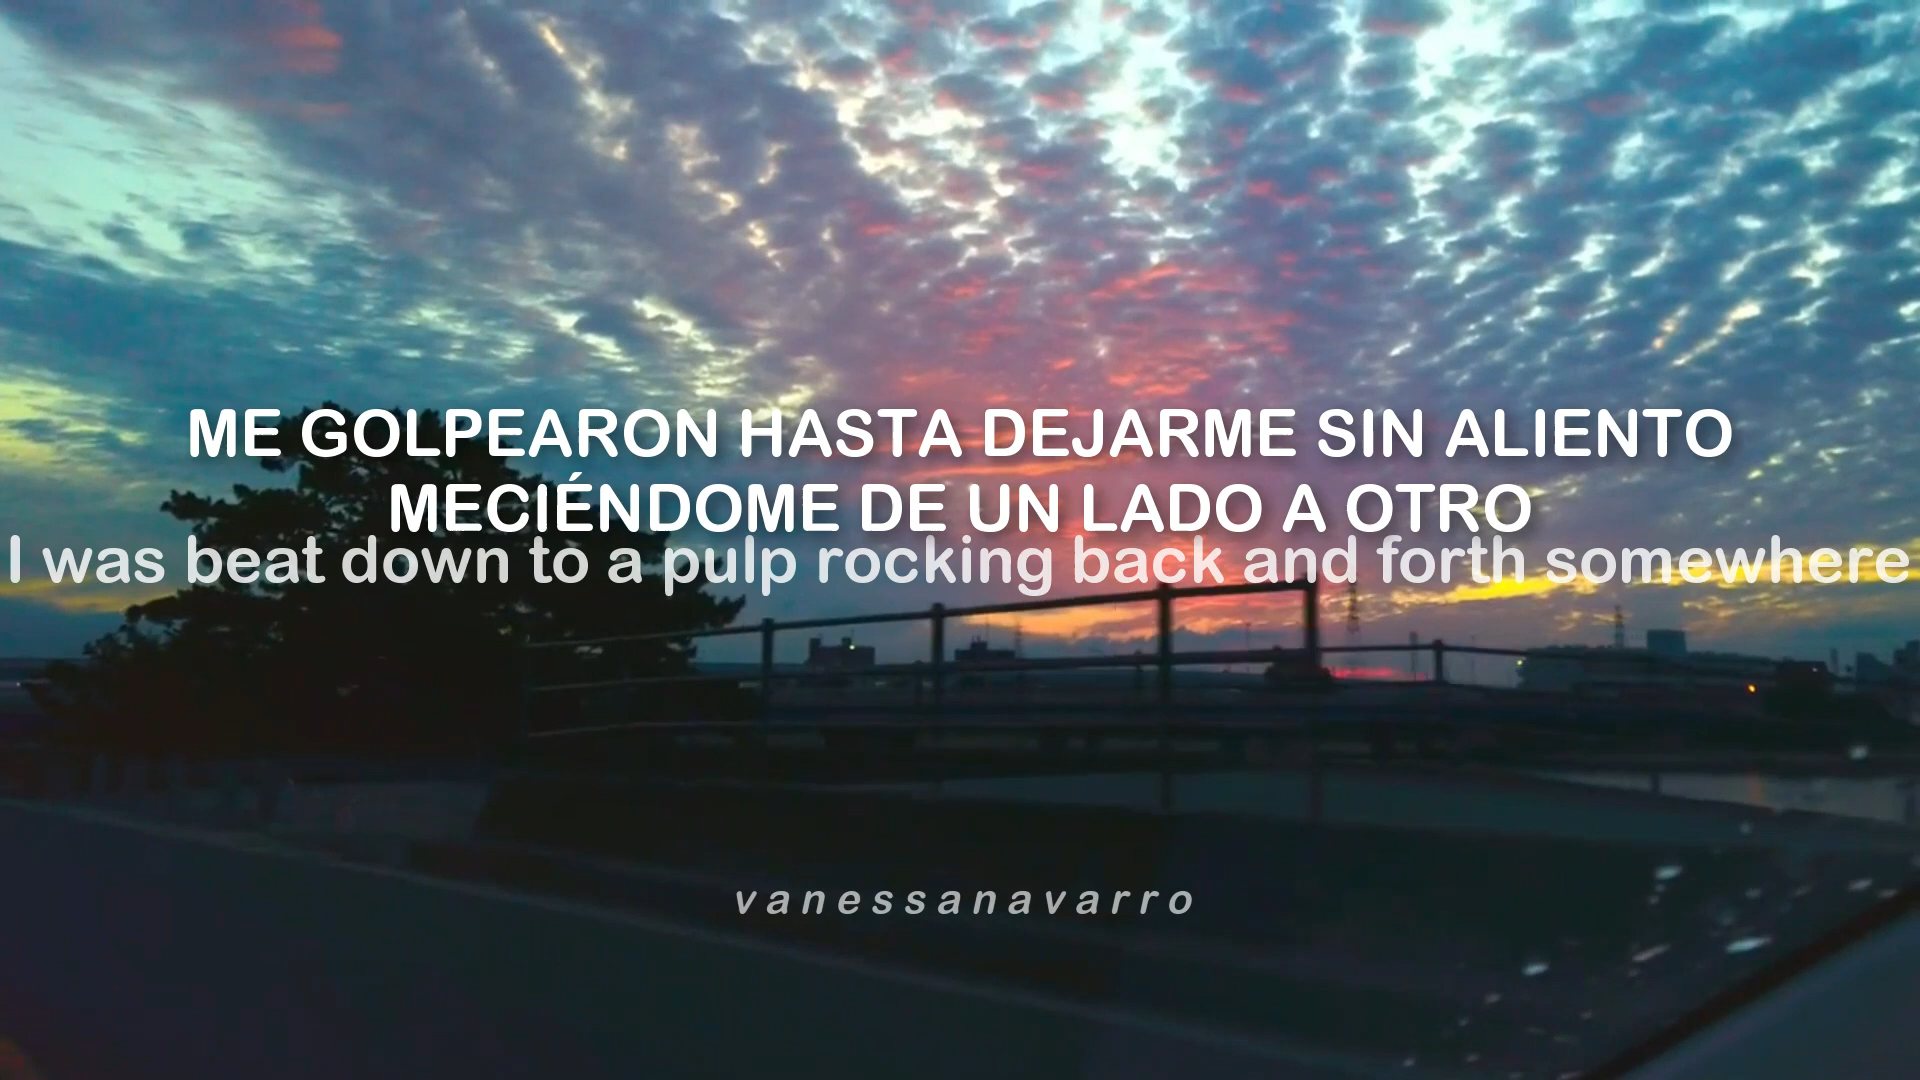 ME GOLPEARON HASTA DEJARME SIN ALIENTO
MECIÉNDOME DE UN LADO A OTRO
I was beat down to a pulp rocking back and forth somewhere
vanessanavarro